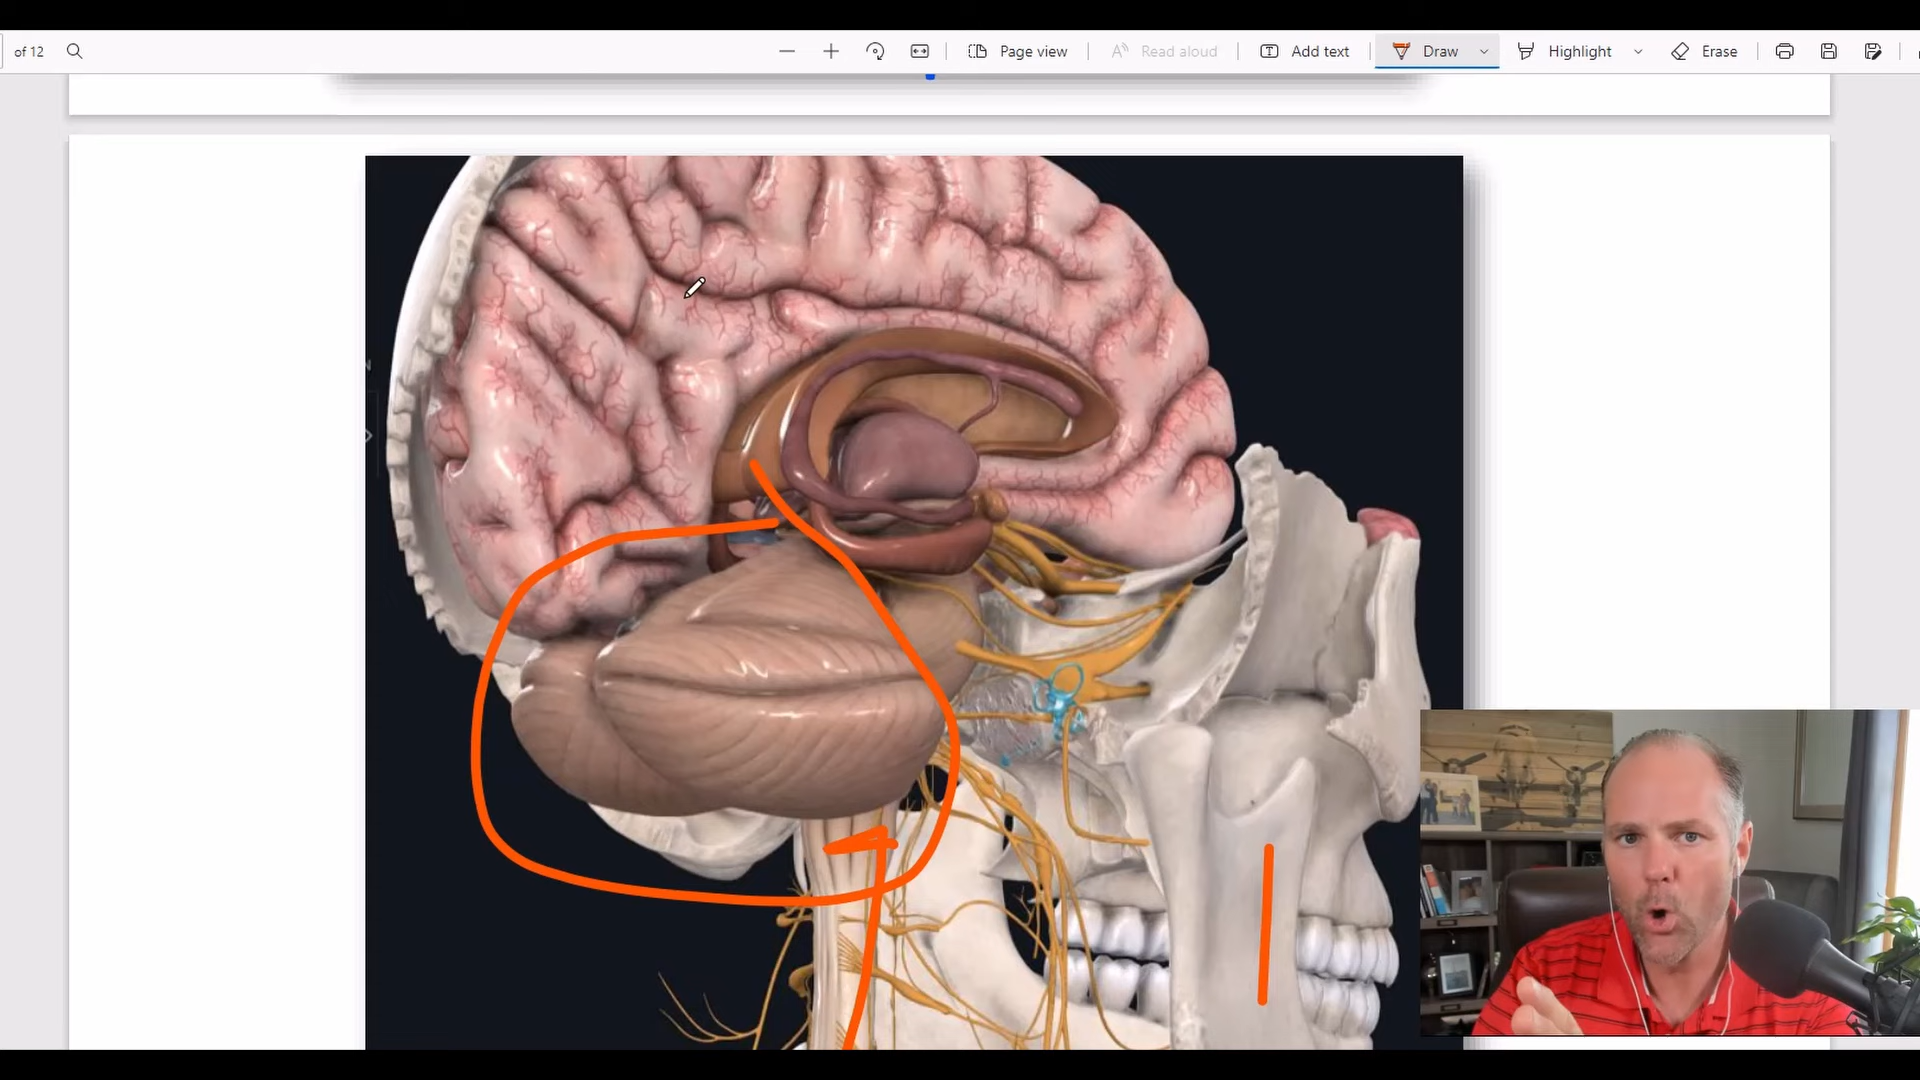 of 12
Page view
Read aloud
Add text
Draw
Highlight
Erase